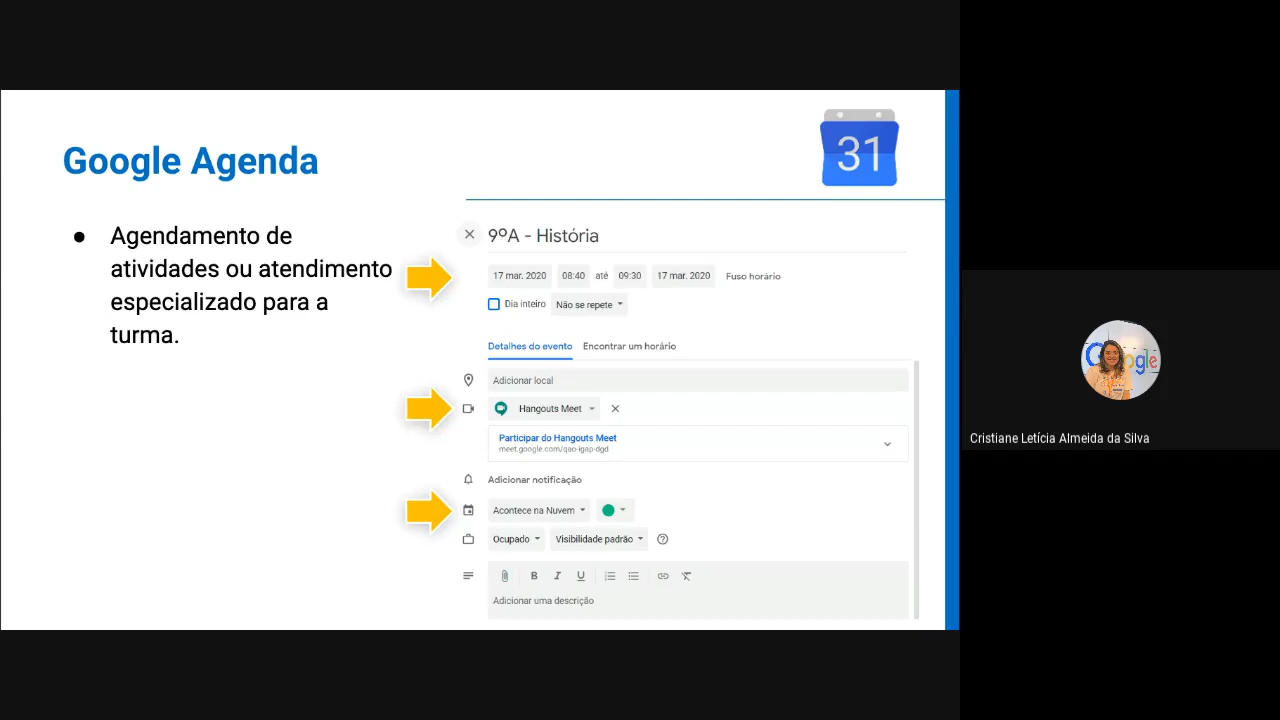 Google Agenda
31
● Agendamento de
atividades ou atendimento
especializado para a
turma.
9ºA - História
17 mar. 2020 08:40 até 09:30 17 mar. 2020 Fuso horário
Dia inteiro Não se repete
Detalhes do evento Encontrar um horário
Adicionar local
Hangouts Meet
Participar do Hangouts Meet
meet.google.com/qao-igap-dgd
Adicionar notificação
Acontece na Nuvem
Ocupado Visibilidade padrão
B I U
Adicionar uma descrição
Google
Cristiane Letícia Almeida da Silva